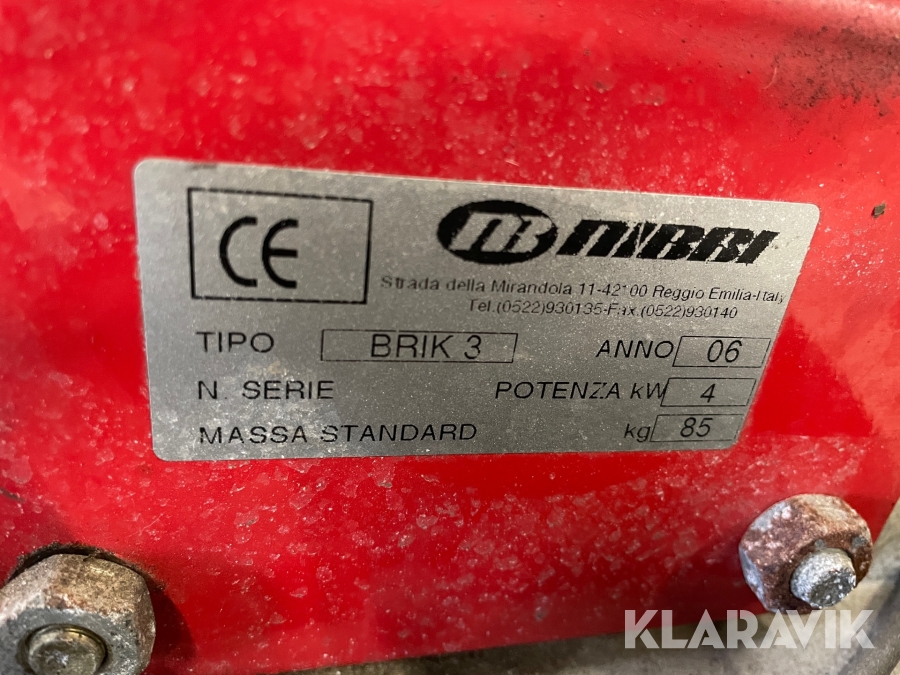 CE
NIBBI
Strada della Mirandola 11-42100 Reggio Emilia-Italy
Tel.(0522)930135-Fax.(0522)930140
TIPO BRIK 3 ANNO 06
N. SERIE POTENZA kW 4
MASSA STANDARD kg 85
KLARAVIK